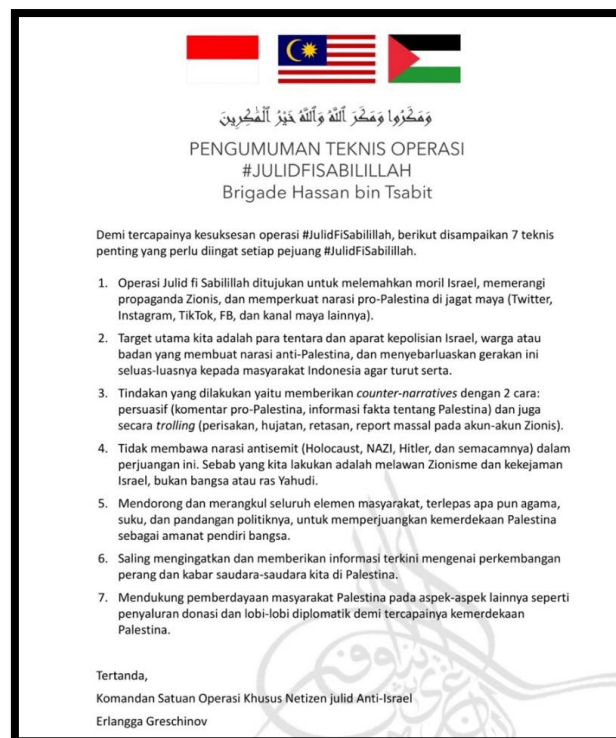 وَمَكَرُوا۟ وَمَكَرَ ٱللَّهُ وَٱللَّهُ خَيْرُ ٱلْمَٰكِرِينَ
PENGUMUMAN TEKNIS OPERASI
#JULIDFISABILILLAH
Brigade Hassan bin Tsabit
Demi tercapainya kesuksesan operasi #JulidFiSabilillah, berikut disampaikan 7 teknis
penting yang perlu diingat setiap pejuang #JulidFiSabilillah.
1. Operasi Julid fi Sabilillah ditujukan untuk melemahkan moril Israel, memerangi
propaganda Zionis, dan memperkuat narasi pro-Palestina di jagat maya (Twitter,
Instagram, TikTok, FB, dan kanal maya lainnya).
2. Target utama kita adalah para tentara dan aparat kepolisian Israel, warga atau
badan yang membuat narasi anti-Palestina, dan menyebarluaskan gerakan ini
seluas-luasnya kepada masyarakat Indonesia agar turut serta.
3. Tindakan yang dilakukan yaitu memberikan counter-narratives dengan 2 cara:
persuasif (komentar pro-Palestina, informasi fakta tentang Palestina) dan juga
secara trolling (perisakan, hujatan, retasan, report massal pada akun-akun Zionis).
4. Tidak membawa narasi antisemit (Holocaust, NAZI, Hitler, dan semacamnya) dalam
perjuangan ini. Sebab yang kita lakukan adalah melawan Zionisme dan kekejaman
Israel, bukan bangsa atau ras Yahudi.
5. Mendorong dan merangkul seluruh elemen masyarakat, terlepas apa pun agama,
suku, dan pandangan politiknya, untuk memperjuangkan kemerdekaan Palestina
sebagai amanat pendiri bangsa.
6. Saling mengingatkan dan memberikan informasi terkini mengenai perkembangan
perang dan kabar saudara-saudara kita di Palestina.
7. Mendukung pemberdayaan masyarakat Palestina pada aspek-aspek lainnya seperti
penyaluran donasi dan lobi-lobi diplomatik demi tercapainya kemerdekaan
Palestina.
Tertanda,
Komandan Satuan Operasi Khusus Netizen julid Anti-Israel
Erlangga Greschinov